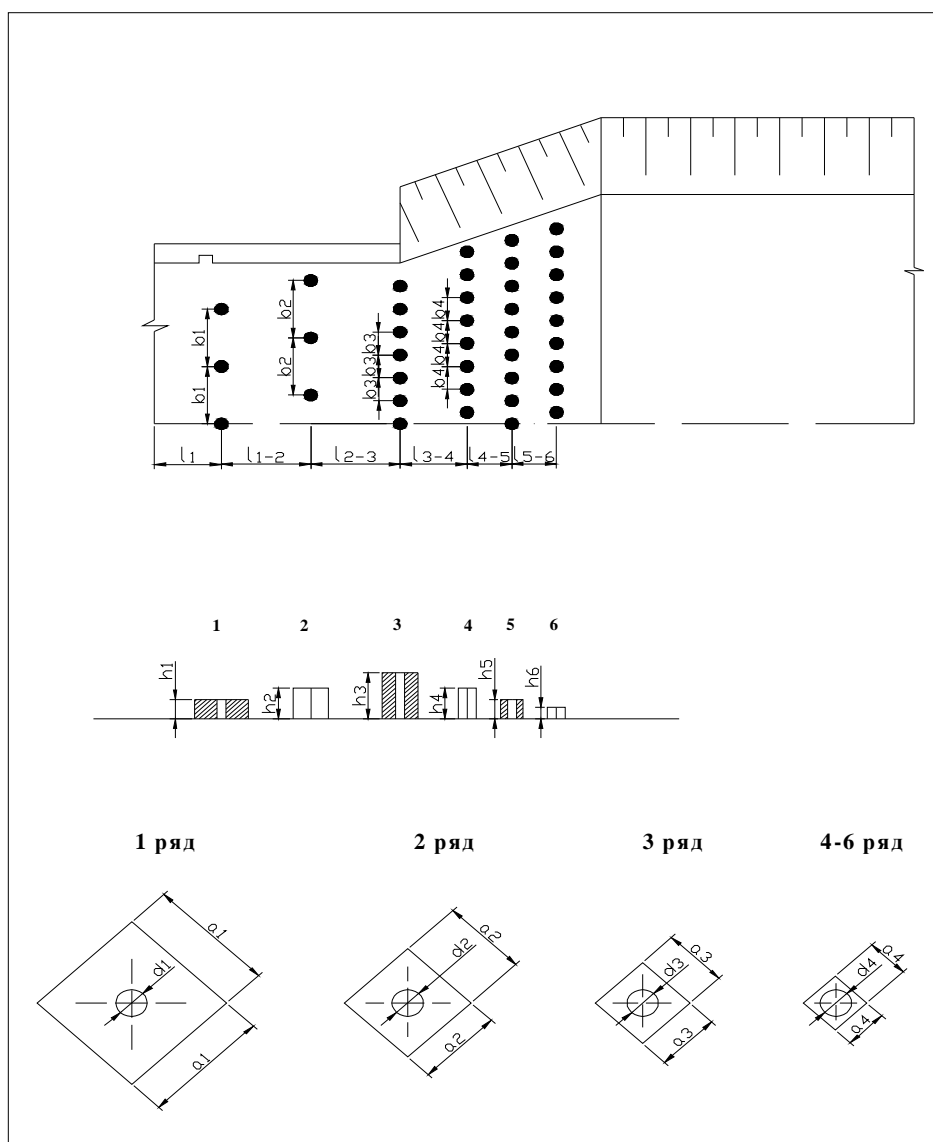 b1 b1
b2 b2
b3 b3 b3
b4 b4 b4 b4
l1 l1-2 l2-3 l3-4 l4-5 l5-6
1 2 3 4 5 6
h1 h2 h3 h4 h5 h6
1 ряд 2 ряд 3 ряд 4-6 ряд
a1 d1 a1
a2 d2 a2
a3 d3 a3
a4 d4 a4